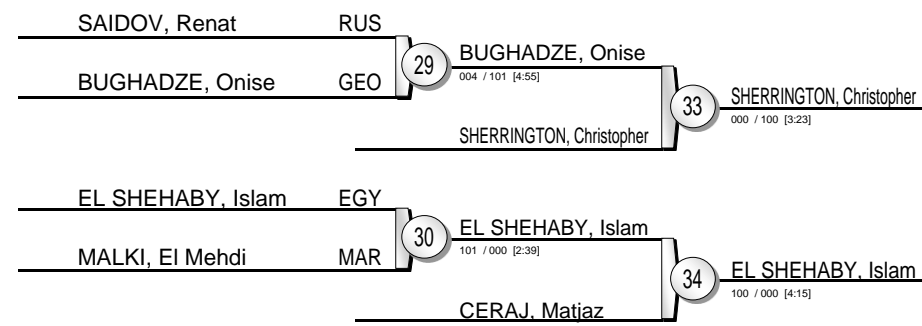 SAIDOV, Renat RUS
29
BUGHADZE, Onise
004 / 101 [4:55]
BUGHADZE, Onise GEO
33
SHERRINGTON, Christopher
000 / 100 [3:23]
SHERRINGTON, Christopher
EL SHEHABY, Islam EGY
30
EL SHEHABY, Islam
101 / 000 [2:39]
MALKI, El Mehdi MAR
34
EL SHEHABY, Islam
100 / 000 [4:15]
CERAJ, Matjaz